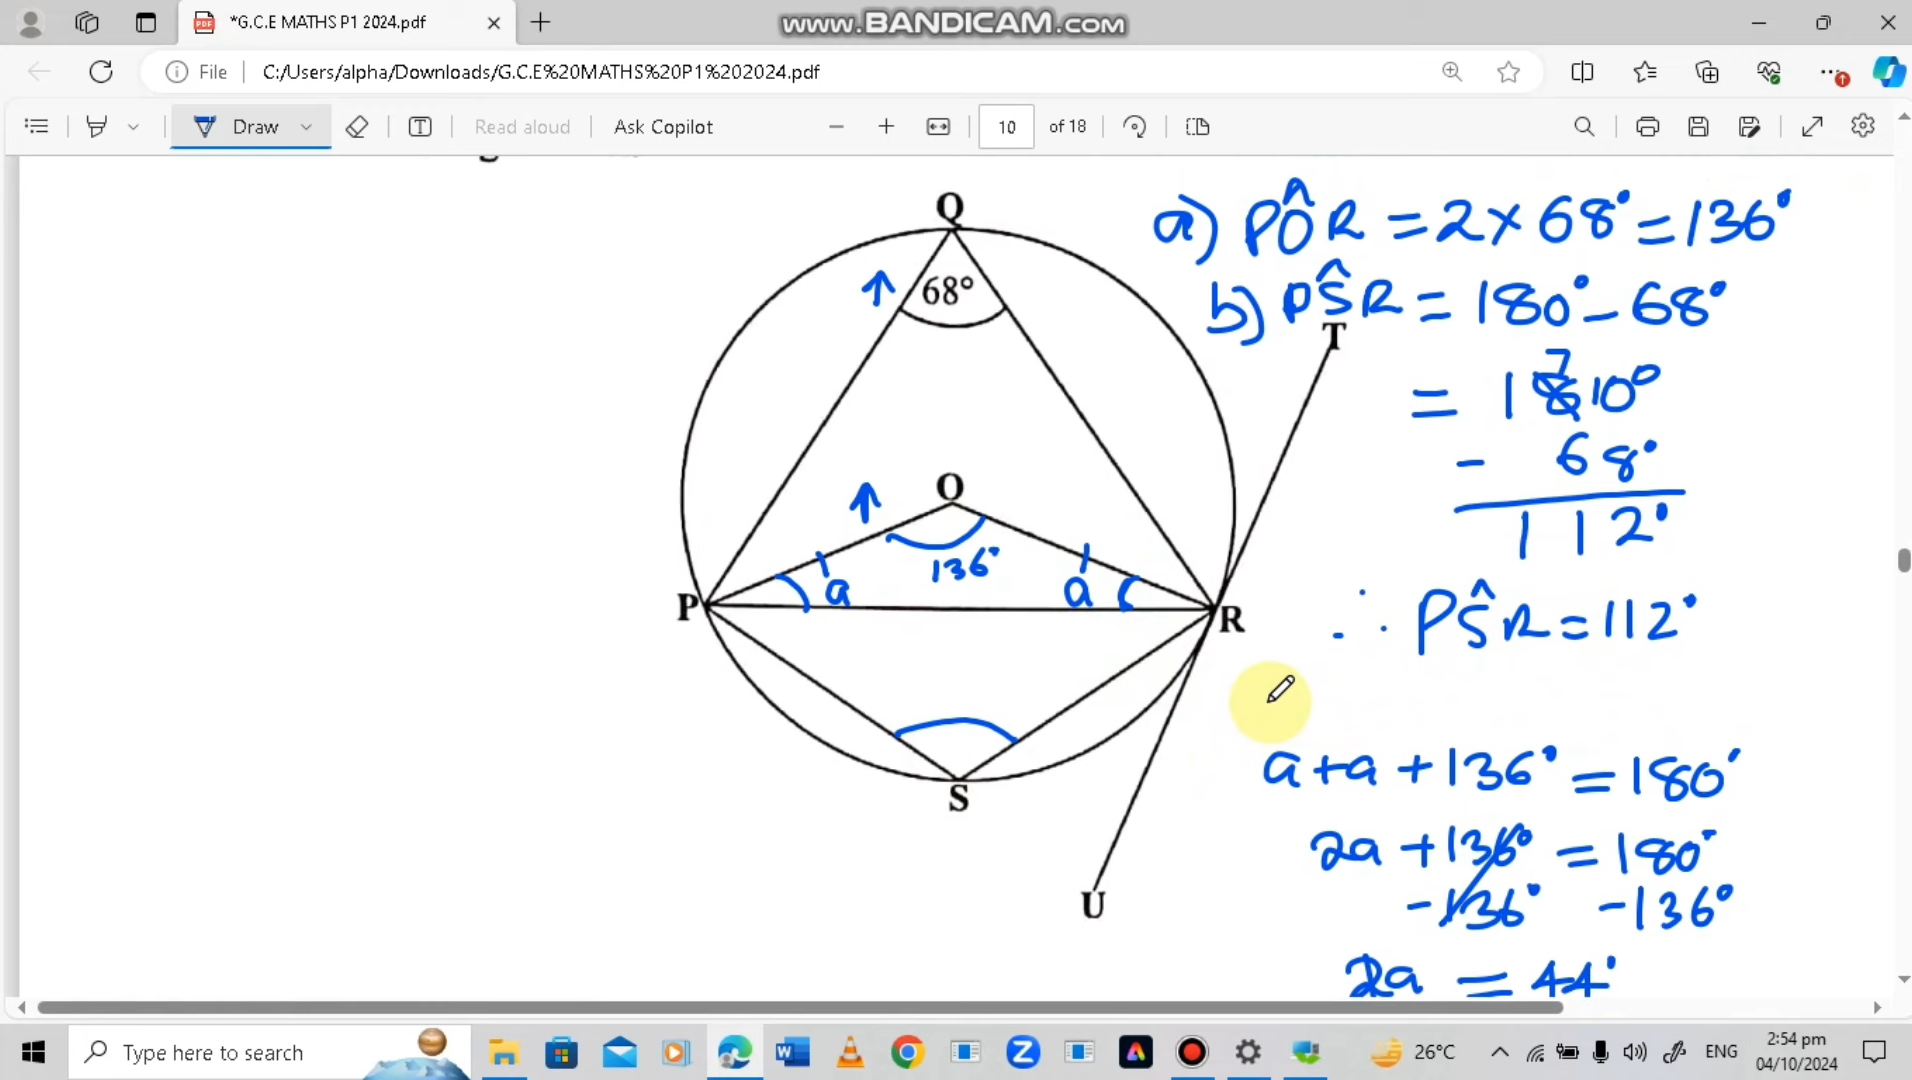 *G.C.E MATHS P1 2024.pdf
www.BANDICAM.com
File
C:/Users/alpha/Downloads/G.C.E%20MATHS%20P1%202024.pdf
Draw
Read aloud
Ask Copilot
10
of 18
Q
68°
O
136°
a
a
P
R
S
T
U
a) PÔR = 2 × 68° = 136°
b) PŜR = 180° - 68°
7
= 1810°
- 68°
112°
∴ PŜR = 112°
a + a + 136° = 180°
2a + 136° = 180°
-136° -136°
2a = 44°
Type here to search
26°C
ENG
2:54 pm
04/10/2024